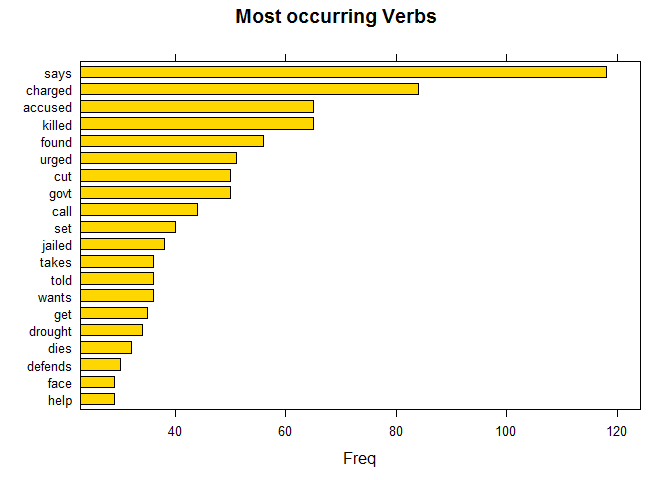 Most occurring Verbs
says
charged
accused
killed
found
urged
cut
govt
call
set
jailed
takes
told
wants
get
drought
dies
defends
face
help
40 60 80 100 120
Freq